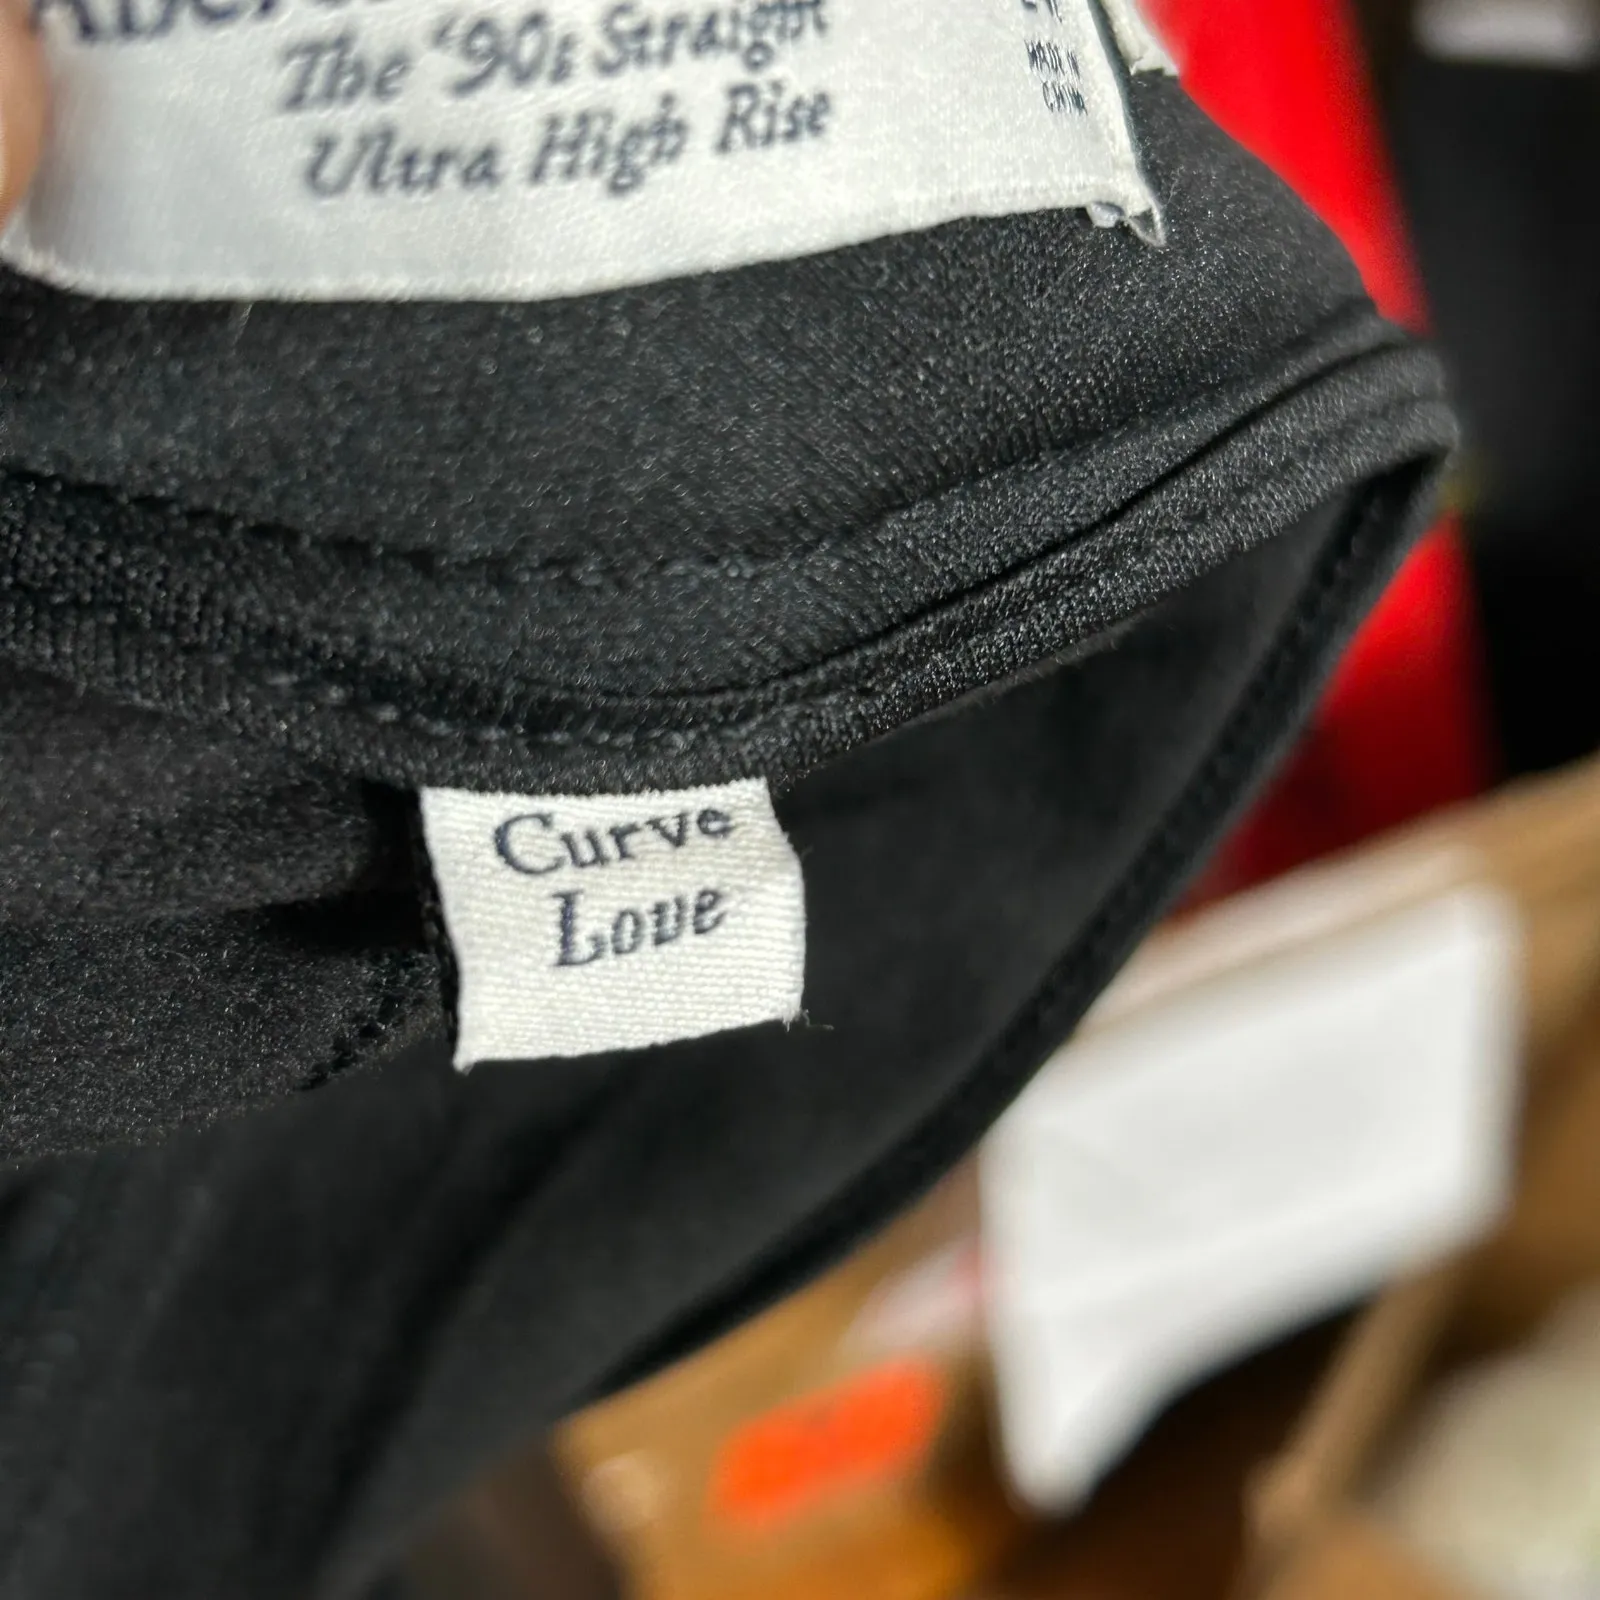 The '90s Straight
Ultra High Rise
MADE IN
CHINA
Curve
Love